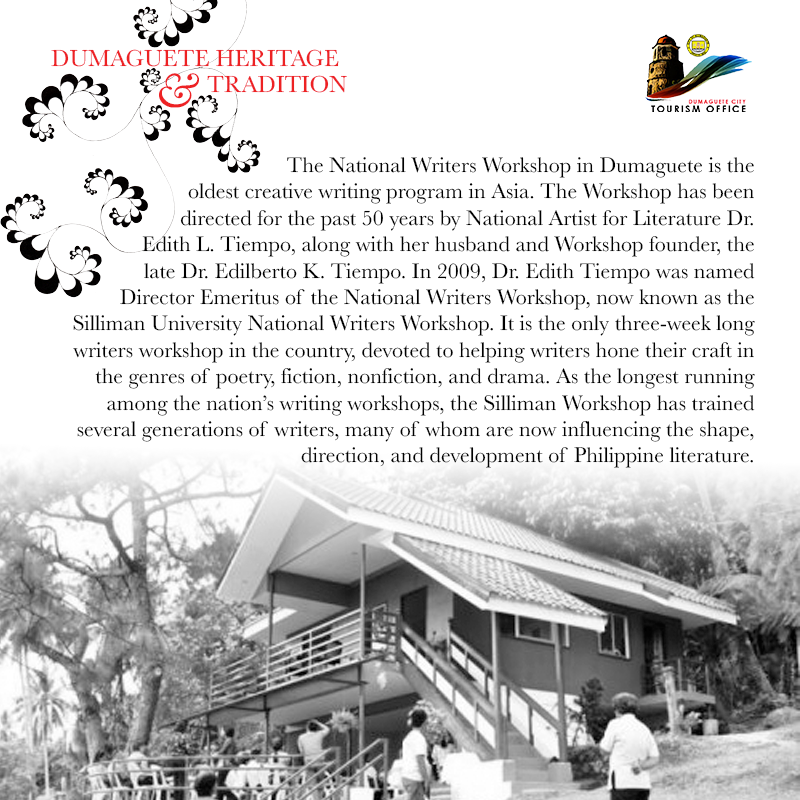 DUMAGUETE HERITAGE
& TRADITION
DUMAGUETE CITY
TOURISM OFFICE
The National Writers Workshop in Dumaguete is the
oldest creative writing program in Asia. The Workshop has been
directed for the past 50 years by National Artist for Literature Dr.
Edith L. Tiempo, along with her husband and Workshop founder, the
late Dr. Edilberto K. Tiempo. In 2009, Dr. Edith Tiempo was named
Director Emeritus of the National Writers Workshop, now known as the
Silliman University National Writers Workshop. It is the only three-week long
writers workshop in the country, devoted to helping writers hone their craft in
the genres of poetry, fiction, nonfiction, and drama. As the longest running
among the nation’s writing workshops, the Silliman Workshop has trained
several generations of writers, many of whom are now influencing the shape,
direction, and development of Philippine literature.